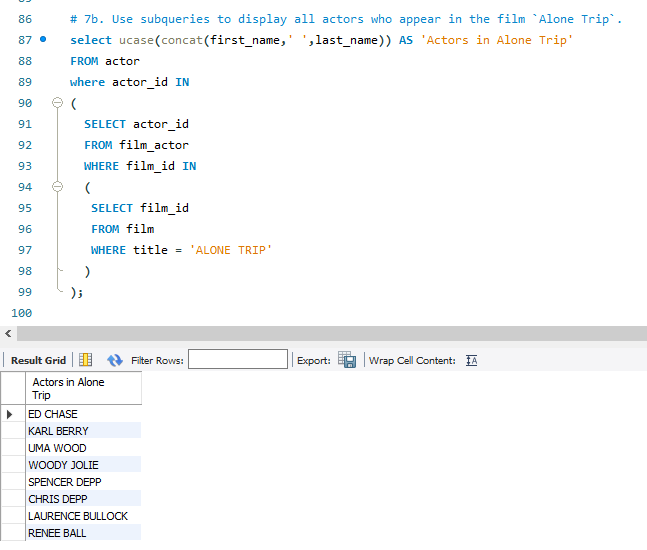 86 # 7b. Use subqueries to display all actors who appear in the film `Alone Trip`.
87 select ucase(concat(first_name,' ',last_name)) AS 'Actors in Alone Trip'
88 FROM actor
89 where actor_id IN
90 (
91 SELECT actor_id
92 FROM film_actor
93 WHERE film_id IN
94 (
95 SELECT film_id
96 FROM film
97 WHERE title = 'ALONE TRIP'
98 )
99 );
100
Result Grid Filter Rows: Export: Wrap Cell Content: IA
Actors in Alone
Trip
ED CHASE
KARL BERRY
UMA WOOD
WOODY JOLIE
SPENCER DEPP
CHRIS DEPP
LAURENCE BULLOCK
RENEE BALL